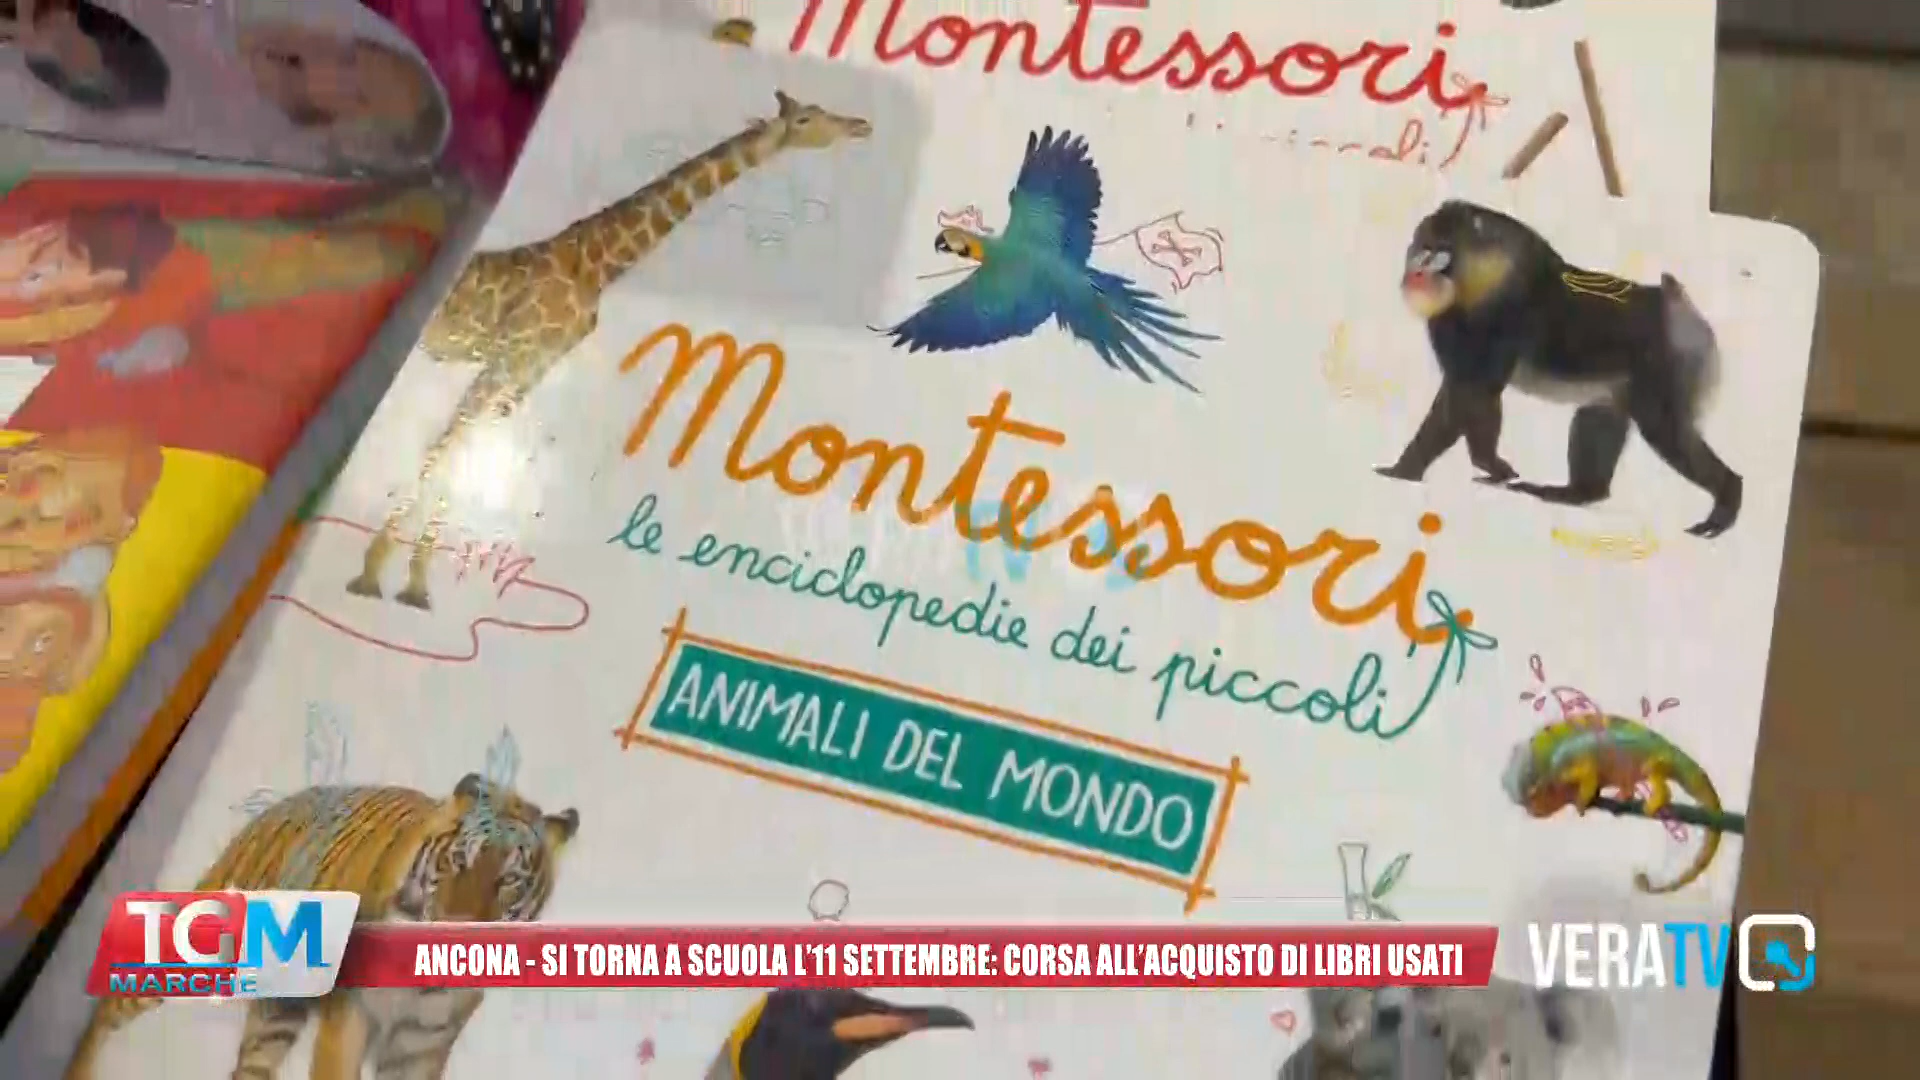 Montessori
Montessori
le enciclopedie dei piccoli
ANIMALI DEL MONDO
TGM
MARCHE
ANCONA - SI TORNA A SCUOLA L'11 SETTEMBRE: CORSA ALL'ACQUISTO DI LIBRI USATI
VERATV